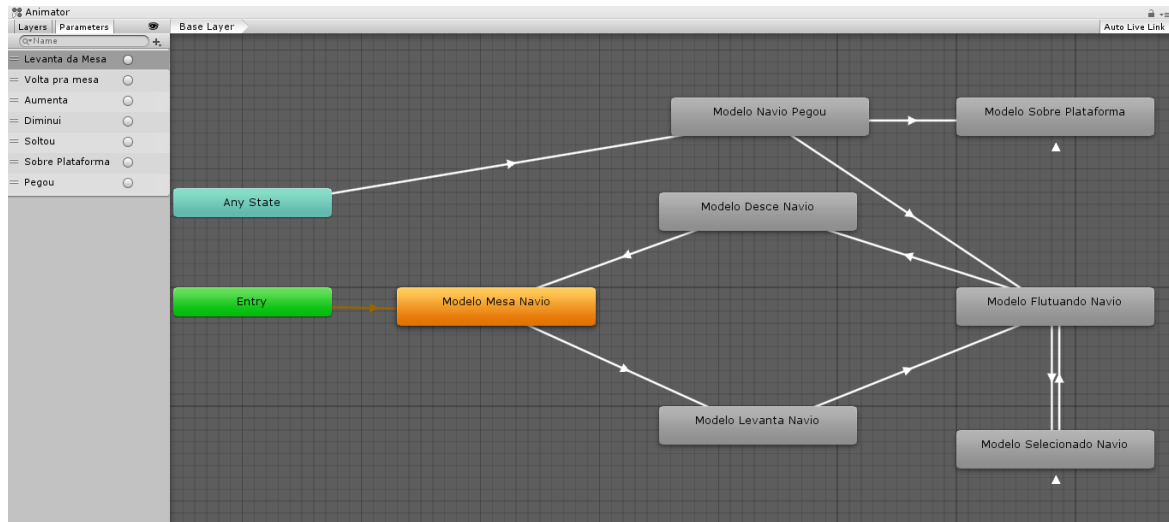 Animator
Layers Parameters Base Layer Auto Live Link
Name
Levanta da Mesa
Volta pra mesa
Aumenta
Diminui
Soltou
Sobre Plataforma
Pegou
Modelo Navio Pegou Modelo Sobre Plataforma
Any State Modelo Desce Navio
Entry Modelo Mesa Navio Modelo Flutuando Navio
Modelo Levanta Navio
Modelo Selecionado Navio